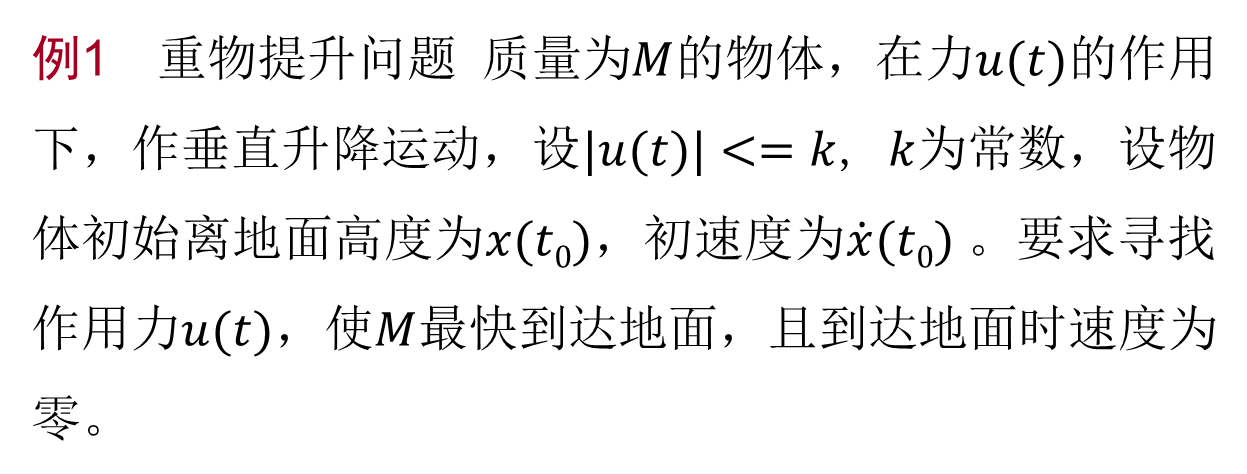 例1 重物提升问题 质量为M的物体，在力u(t)的作用
下，作垂直升降运动，设|u(t)| <= k，k为常数，设物
体初始离地面高度为x(t₀)，初速度为ẋ(t₀) 。要求寻找
作用力u(t)，使M最快到达地面，且到达地面时速度为
零。